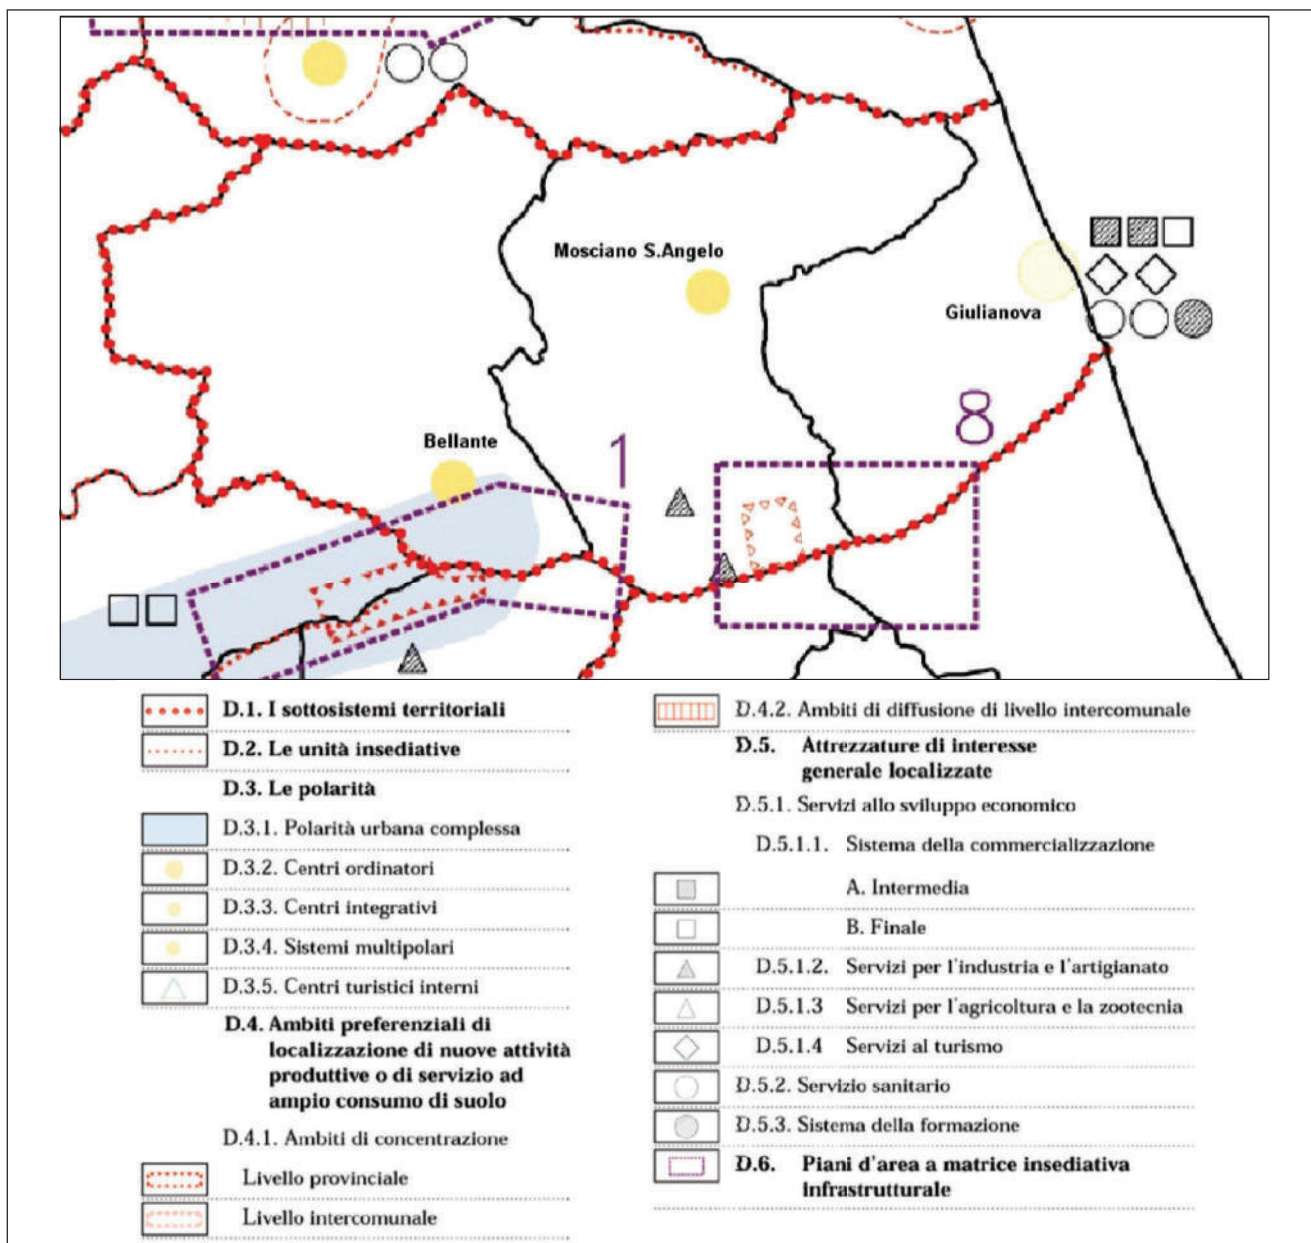 Mosciano S.Angelo
Giulianova
8
Bellante
1
D.1. I sottosistemi territoriali
D.2. Le unità insediative
D.3. Le polarità
D.3.1. Polarità urbana complessa
D.3.2. Centri ordinatori
D.3.3. Centri integrativi
D.3.4. Sistemi multipolari
D.3.5. Centri turistici interni
D.4. Ambiti preferenziali di
localizzazione di nuove attività
produttive o di servizio ad
ampio consumo di suolo
D.4.1. Ambiti di concentrazione
Livello provinciale
Livello intercomunale
D.4.2. Ambiti di diffusione di livello intercomunale
D.5. Attrezzature di interesse
generale localizzate
D.5.1. Servizi allo sviluppo economico
D.5.1.1. Sistema della commercializzazione
A. Intermedia
B. Finale
D.5.1.2. Servizi per l'industria e l'artigianato
D.5.1.3 Servizi per l'agricoltura e la zootecnia
D.5.1.4 Servizi al turismo
D.5.2. Servizio sanitario
D.5.3. Sistema della formazione
D.6. Piani d'area a matrice insediativa
infrastrutturale